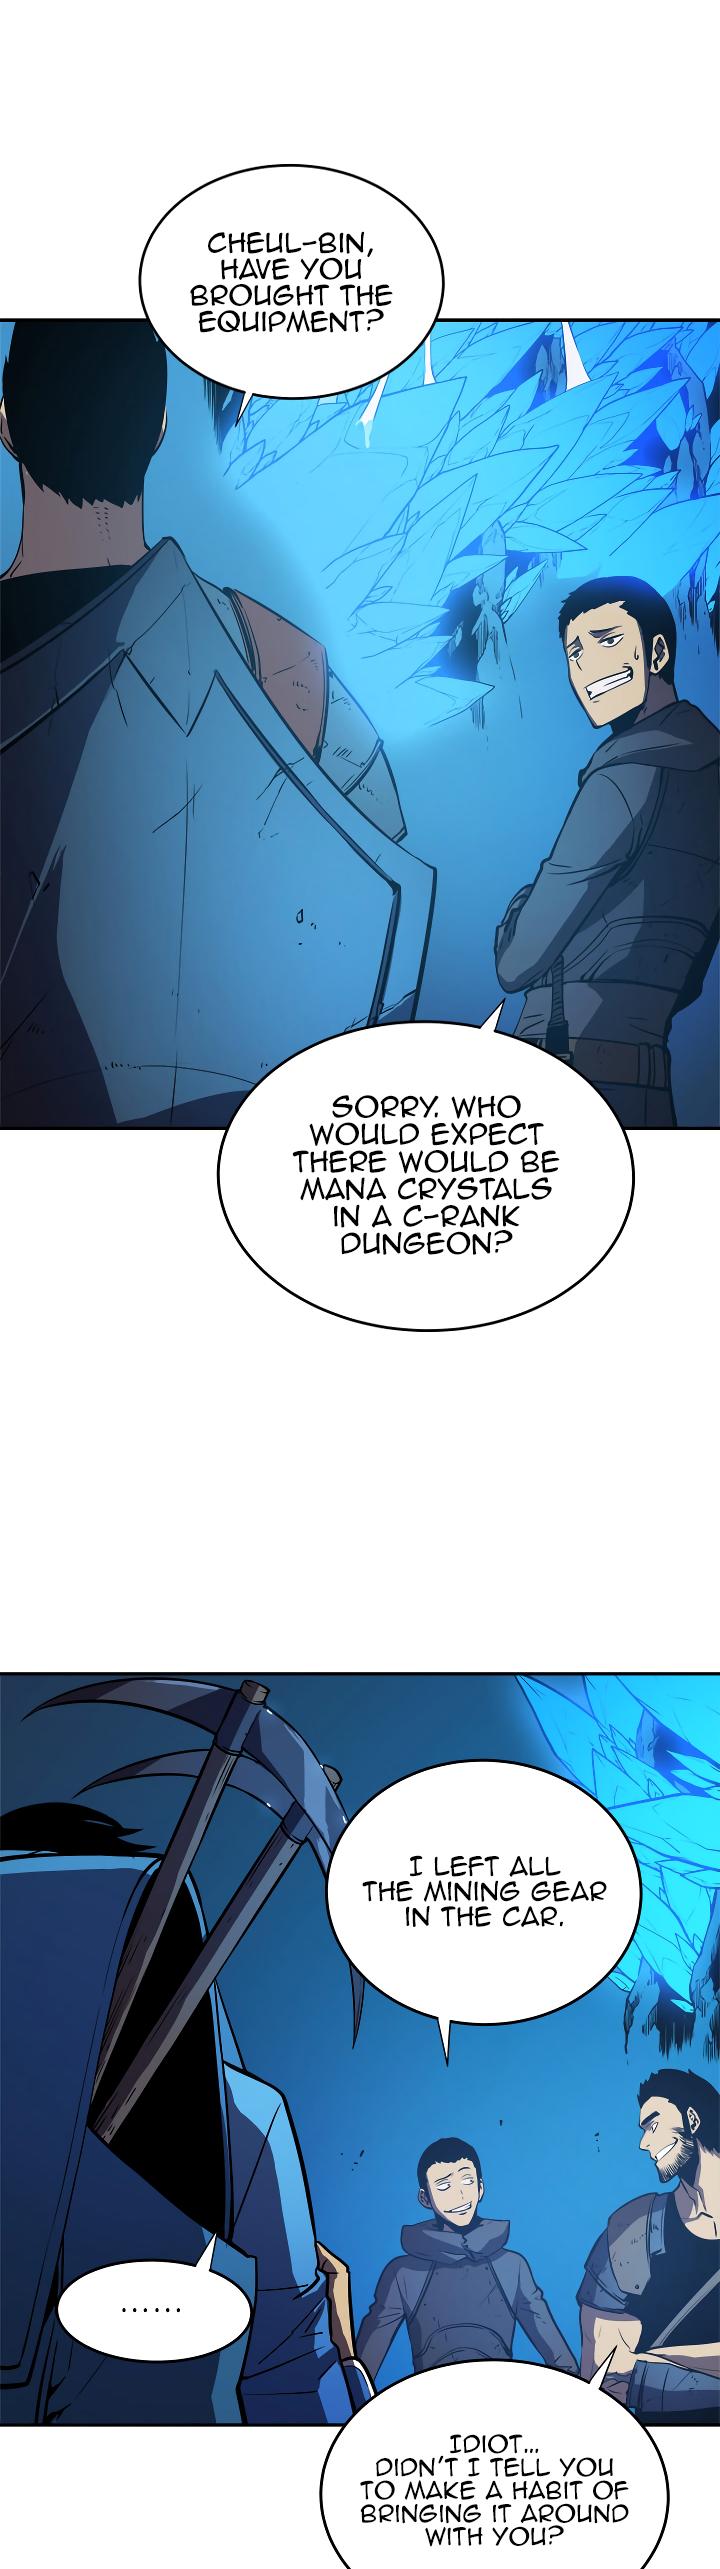 CHEUL-BIN,
HAVE YOU
BROUGHT THE
EQUIPMENT?
SORRY. WHO
WOULD EXPECT
THERE WOULD BE
MANA CRYSTALS
IN A C-RANK
DUNGEON?
I LEFT ALL
THE MINING GEAR
IN THE CAR.
......
IDIOT...
DIDN'T I TELL YOU
TO MAKE A HABIT OF
BRINGING IT AROUND
WITH YOU?